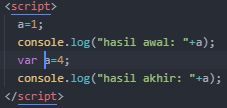 <script>
a=1;
console.log("hasil awal: "+a);
var a=4;
console.log("hasil akhir: "+a);
</script>